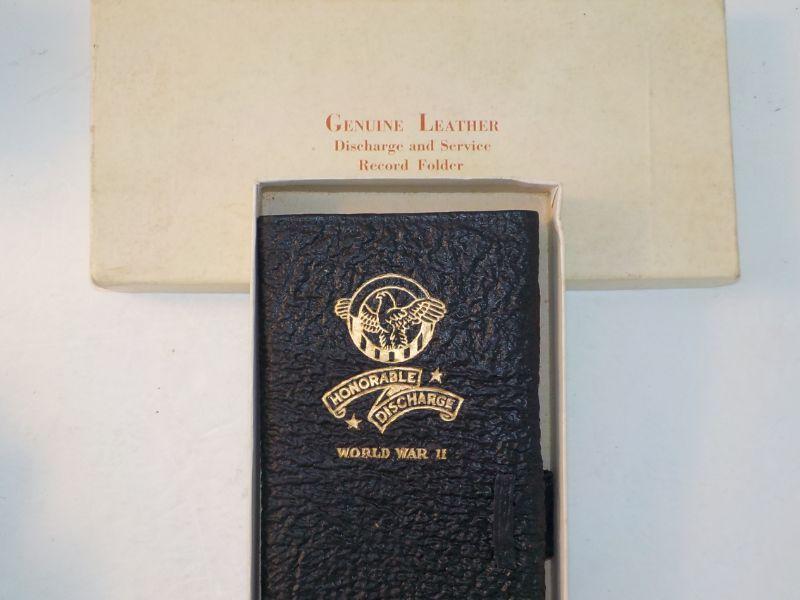 GENUINE LEATHER
Discharge and Service
Record Folder
HONORABLE
DISCHARGE
WORLD WAR II